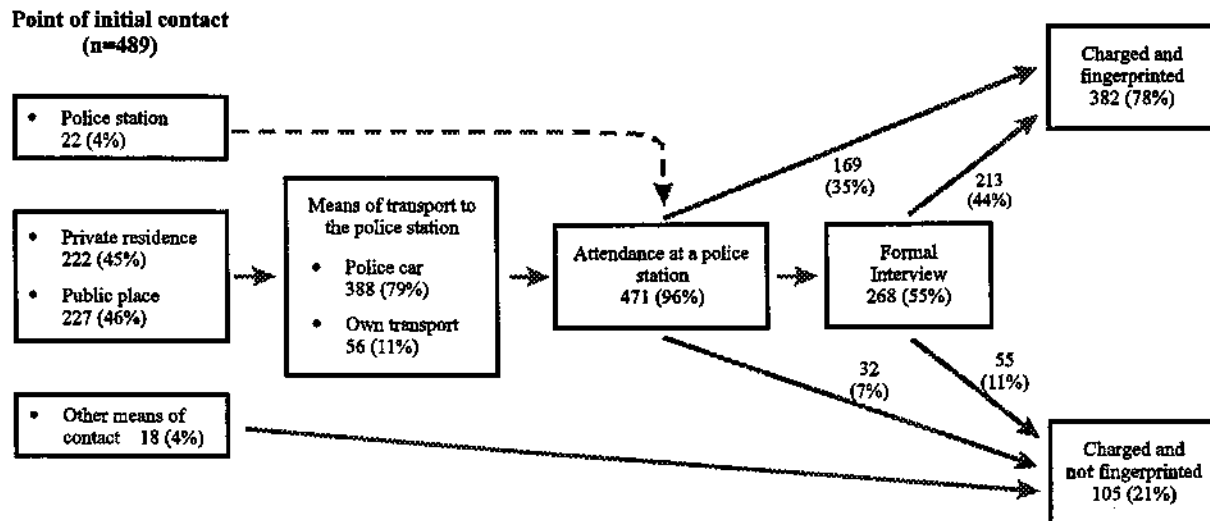 Point of initial contact
(n=489)
• Police station
22 (4%)
• Private residence
222 (45%)
• Public place
227 (46%)
• Other means of
contact 18 (4%)
Means of transport to
the police station
• Police car
388 (79%)
• Own transport
56 (11%)
Attendance at a police
station
471 (96%)
169
(35%)
32
(7%)
Formal
Interview
268 (55%)
213
(44%)
55
(11%)
Charged and
fingerprinted
382 (78%)
Charged and
not fingerprinted
105 (21%)